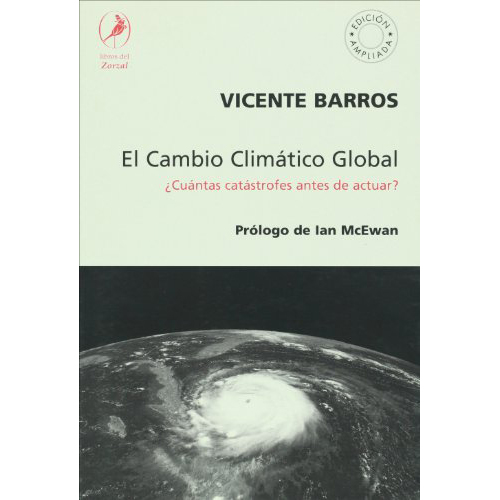 libros del
Zorzal
EDICIÓN
AMPLIADA
VICENTE BARROS
El Cambio Climático Global
¿Cuántas catástrofes antes de actuar?
Prólogo de Ian McEwan